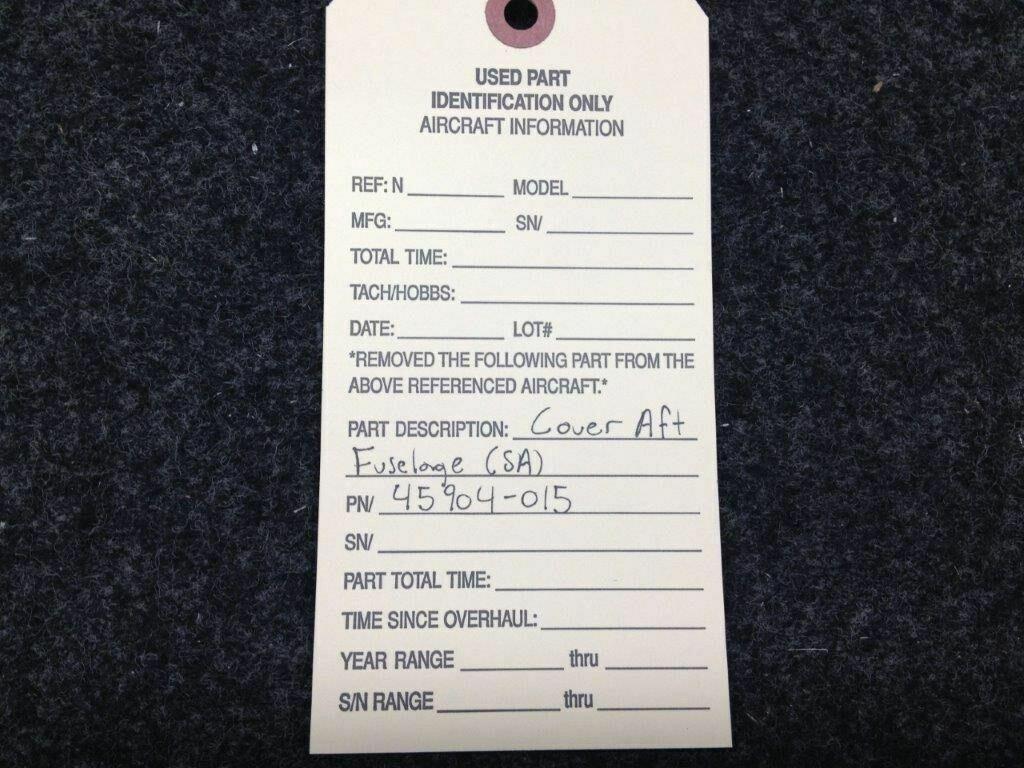 USED PART
IDENTIFICATION ONLY
AIRCRAFT INFORMATION
REF: N MODEL
MFG: SN/
TOTAL TIME:
TACH/HOBBS:
DATE: LOT#
*REMOVED THE FOLLOWING PART FROM THE
ABOVE REFERENCED AIRCRAFT.*
PART DESCRIPTION: Cover Aft
Fuselage (SA)
PN/ 45904-015
SN/
PART TOTAL TIME:
TIME SINCE OVERHAUL:
YEAR RANGE thru
S/N RANGE thru